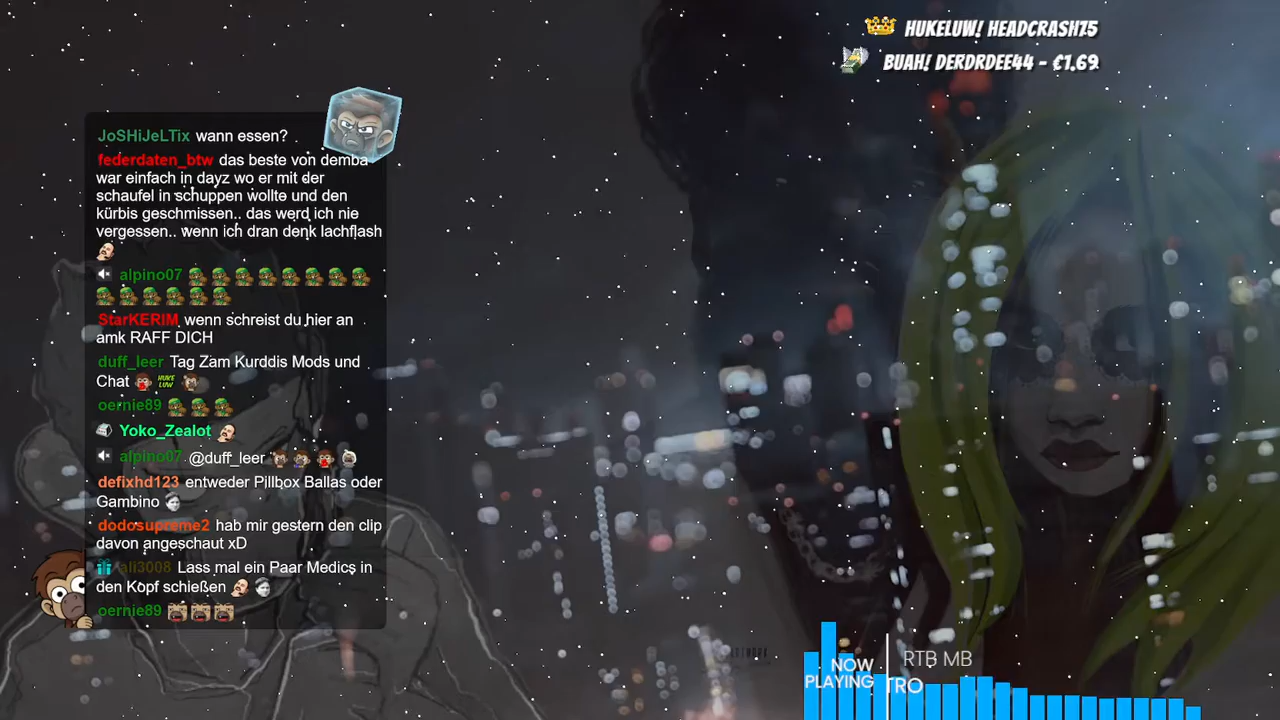 HUKELUW! HEADCRASH75
BUAH! DERDRDEE44 - €1.69
JoSHiJeLTix wann essen?
federdaten_btw das beste von demba
war einfach in dayz wo er mit der
schaufel in schuppen wollte und den
kürbis geschmissen.. das werd ich nie
vergessen.. wenn ich dran denk lachflash
alpino07
StarKERIM wenn schreist du hier an
amk RAFF DICH
duff_leer Tag Zam Kurddis Mods und
Chat HUKE LUW
oernie89
Yoko_Zealot
alpino07 @duff_leer
defixhd123 entweder Pillbox Ballas oder
Gambino
dodosupreme2 hab mir gestern den clip
davon angeschaut xD
ali3008 Lass mal ein Paar Medics in
den Kopf schießen
oernie89
NOW
PLAYING
RTB MB
TRO